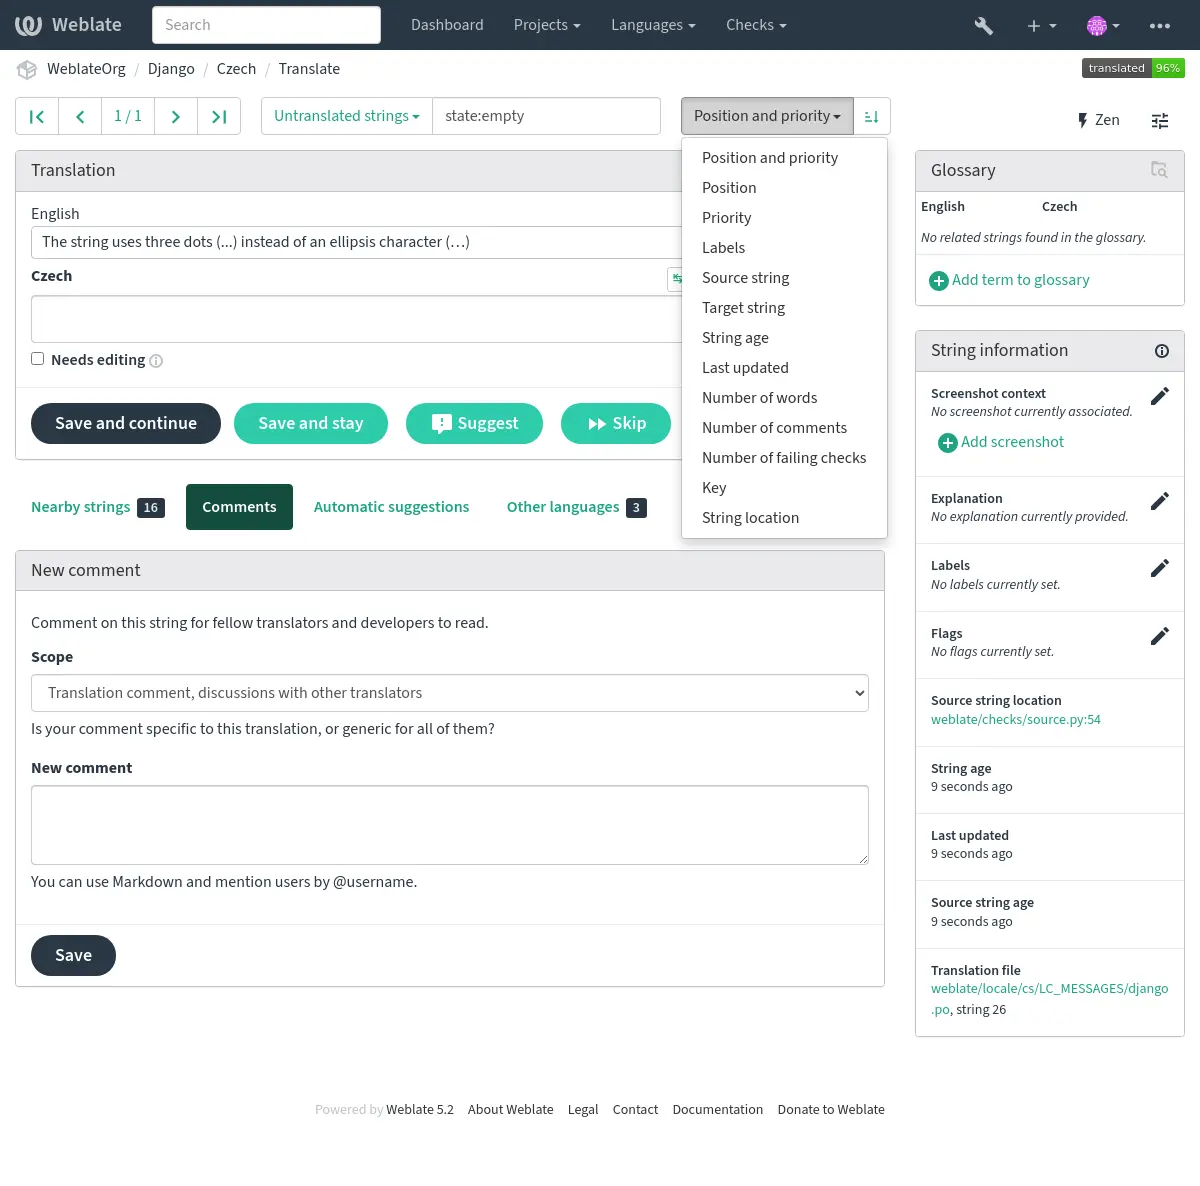 Weblate
Search
Dashboard
Projects
Languages
Checks
WeblateOrg / Django / Czech / Translate
translated 96%
1 / 1
Untranslated strings
state:empty
Position and priority
Zen
Position and priority
Position
Priority
Labels
Source string
Target string
String age
Last updated
Number of words
Number of comments
Number of failing checks
Key
String location
Translation
English
The string uses three dots (...) instead of an ellipsis character (…)
Czech
Needs editing
Save and continue
Save and stay
Suggest
Skip
Nearby strings 16
Comments
Automatic suggestions
Other languages 3
New comment
Comment on this string for fellow translators and developers to read.
Scope
Translation comment, discussions with other translators
Is your comment specific to this translation, or generic for all of them?
New comment
You can use Markdown and mention users by @username.
Save
Glossary
English Czech
No related strings found in the glossary.
Add term to glossary
String information
Screenshot context
No screenshot currently associated.
Add screenshot
Explanation
No explanation currently provided.
Labels
No labels currently set.
Flags
No flags currently set.
Source string location
weblate/checks/source.py:54
String age
9 seconds ago
Last updated
9 seconds ago
Source string age
9 seconds ago
Translation file
weblate/locale/cs/LC_MESSAGES/django
.po, string 26
Powered by Weblate 5.2 About Weblate Legal Contact Documentation Donate to Weblate